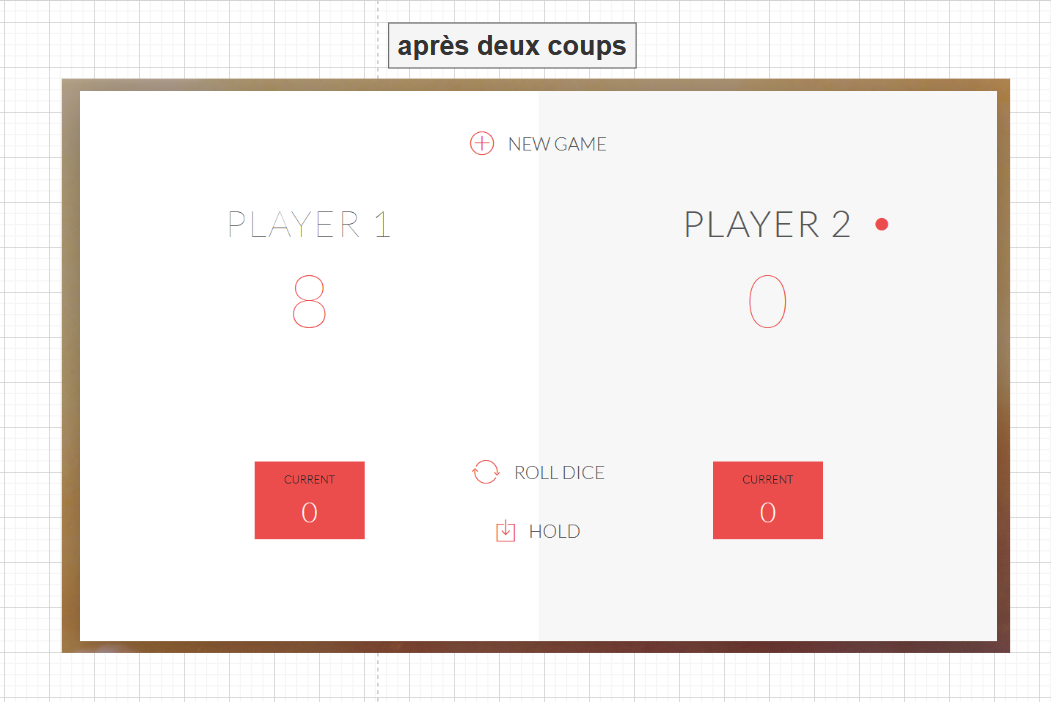 après deux coups
NEW GAME
PLAYER 1
PLAYER 2
8
0
ROLL DICE
CURRENT
0
CURRENT
0
HOLD